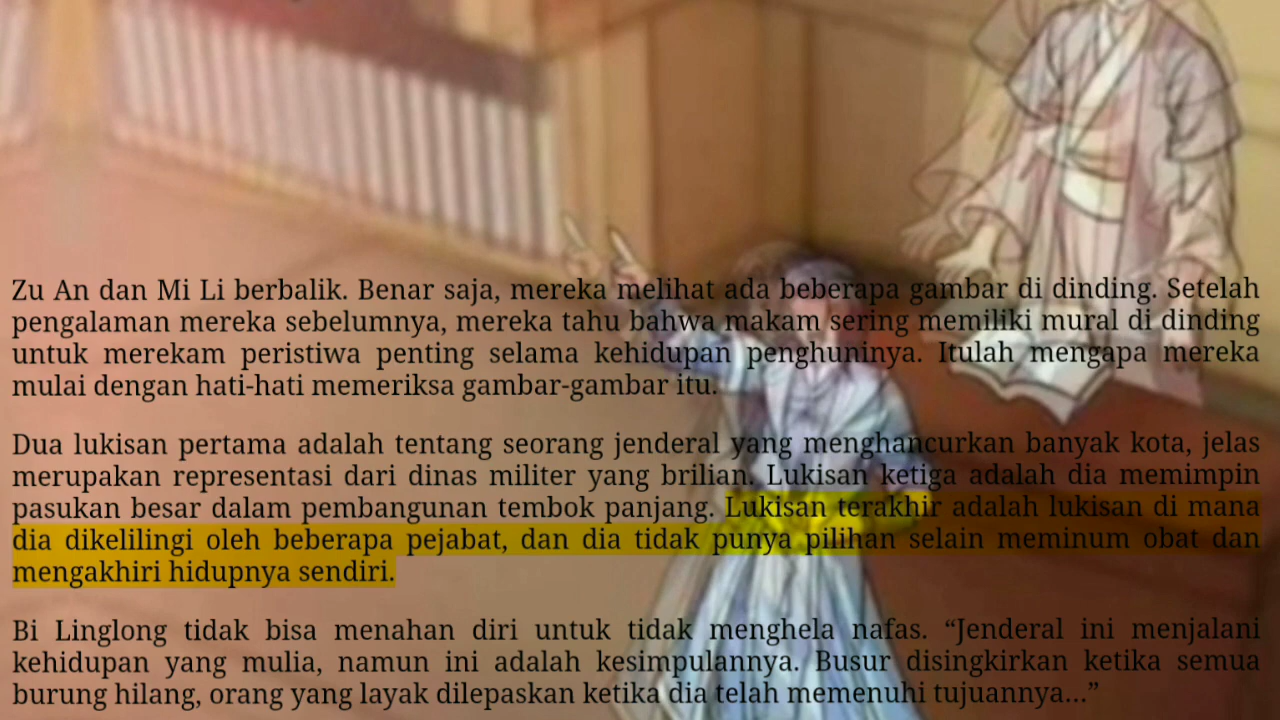 Zu An dan Mi Li berbalik. Benar saja, mereka melihat ada beberapa gambar di dinding. Setelah
pengalaman mereka sebelumnya, mereka tahu bahwa makam sering memiliki mural di dinding
untuk merekam peristiwa penting selama kehidupan penghuninya. Itulah mengapa mereka
mulai dengan hati-hati memeriksa gambar-gambar itu.
Dua lukisan pertama adalah tentang seorang jenderal yang menghancurkan banyak kota, jelas
merupakan representasi dari dinas militer yang brilian. Lukisan ketiga adalah dia memimpin
pasukan besar dalam pembangunan tembok panjang. Lukisan terakhir adalah lukisan di mana
dia dikelilingi oleh beberapa pejabat, dan dia tidak punya pilihan selain meminum obat dan
mengakhiri hidupnya sendiri.
Bi Linglong tidak bisa menahan diri untuk tidak menghela nafas. “Jenderal ini menjalani
kehidupan yang mulia, namun ini adalah kesimpulannya. Busur disingkirkan ketika semua
burung hilang, orang yang layak dilepaskan ketika dia telah memenuhi tujuannya...”